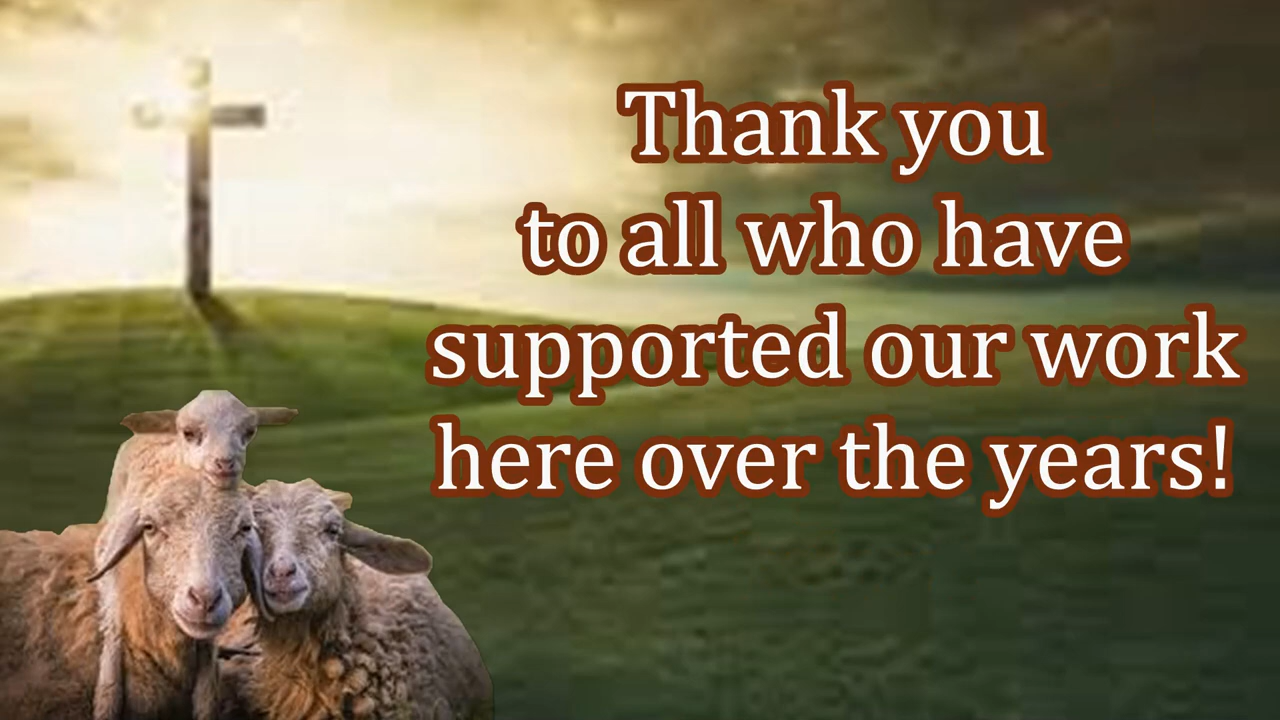 Thank you
to all who have
supported our work
here over the years!